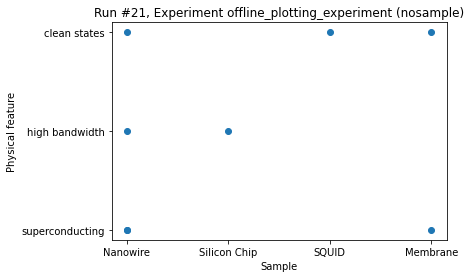 Run #21, Experiment offline_plotting_experiment (nosample)
clean states
high bandwidth
superconducting
Physical feature
Nanowire Silicon Chip SQUID Membrane
Sample